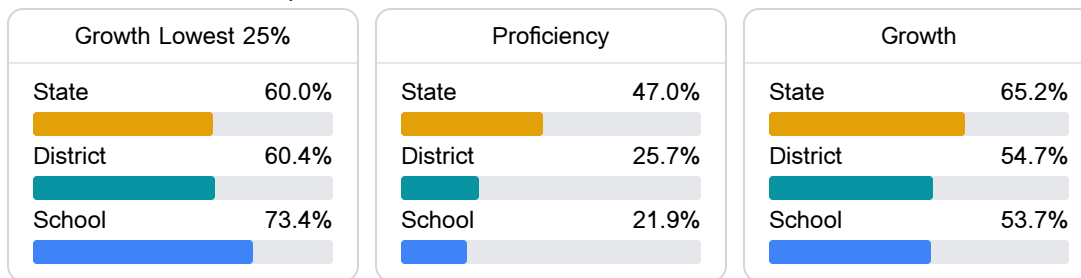 Growth Lowest 25%
State 60.0%
District 60.4%
School 73.4%
Proficiency
State 47.0%
District 25.7%
School 21.9%
Growth
State 65.2%
District 54.7%
School 53.7%